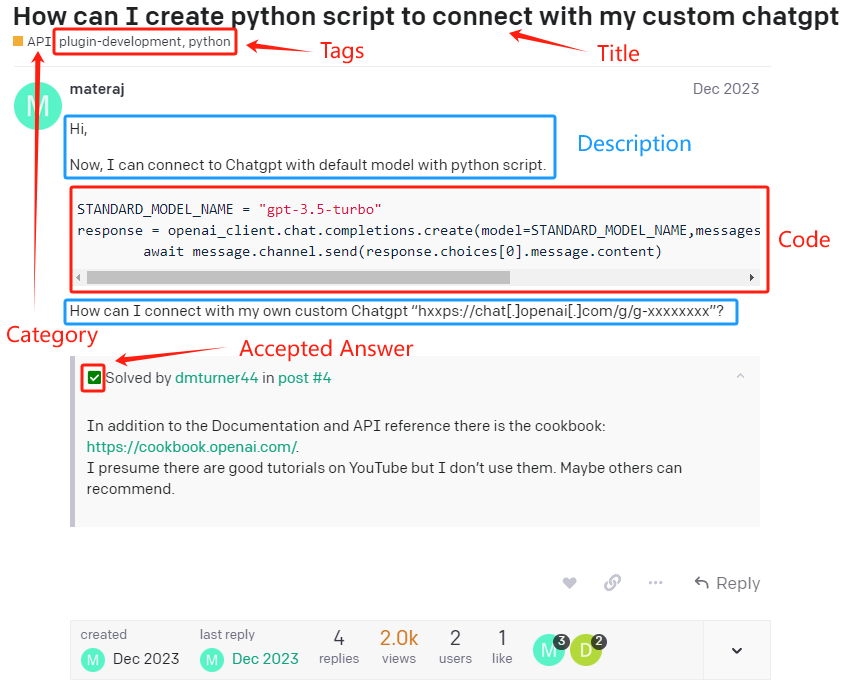 How can I create python script to connect with my custom chatgpt
API plugin-development, python
Tags
Title
M
materaj
Dec 2023
Hi,
Now, I can connect to Chatgpt with default model with python script.
Description
STANDARD_MODEL_NAME = "gpt-3.5-turbo"
response = openai_client.chat.completions.create(model=STANDARD_MODEL_NAME,messages
await message.channel.send(response.choices[0].message.content)
Code
How can I connect with my own custom Chatgpt “hxxps://chat[.]openai[.]com/g/g-xxxxxxxx”?
Category
Accepted Answer
Solved by dmturner44 in post #4
In addition to the Documentation and API reference there is the cookbook:
https://cookbook.openai.com/.
I presume there are good tutorials on YouTube but I don’t use them. Maybe others can
recommend.
Reply
created
last reply
4
2.0k
2
1
M Dec 2023
M Dec 2023
replies
views
users
like
M 3
D 2